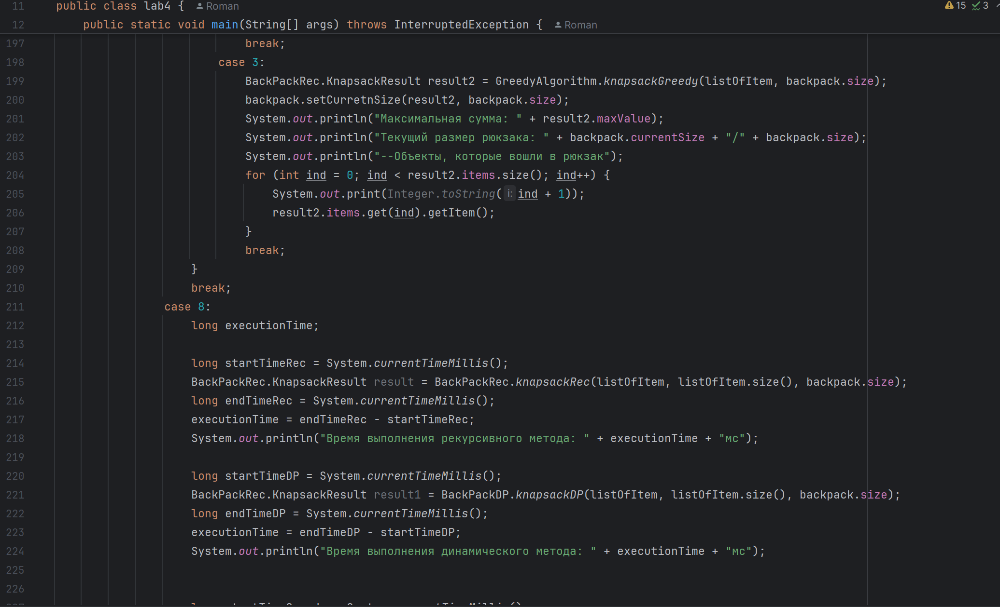 11 public class lab4 { Roman 15 3
12 public static void main(String[] args) throws InterruptedException { Roman
197 break;
198 case 3:
199 BackPackRec.KnapsackResult result2 = GreedyAlgorithm.knapsackGreedy(listOfItem, backpack.size);
200 backpack.setCurretnSize(result2, backpack.size);
201 System.out.println("Максимальная сумма: " + result2.maxValue);
202 System.out.println("Текущий размер рюкзака: " + backpack.currentSize + "/" + backpack.size);
203 System.out.println("--Объекты, которые вошли в рюкзак");
204 for (int ind = 0; ind < result2.items.size(); ind++) {
205 System.out.print(Integer.toString( i: ind + 1));
206 result2.items.get(ind).getItem();
207 }
208 break;
209 }
210 break;
211 case 8:
212 long executionTime;
213
214 long startTimeRec = System.currentTimeMillis();
215 BackPackRec.KnapsackResult result = BackPackRec.knapsackRec(listOfItem, listOfItem.size(), backpack.size);
216 long endTimeRec = System.currentTimeMillis();
217 executionTime = endTimeRec - startTimeRec;
218 System.out.println("Время выполнения рекурсивного метода: " + executionTime + "мс");
219
220 long startTimeDP = System.currentTimeMillis();
221 BackPackRec.KnapsackResult result1 = BackPackDP.knapsackDP(listOfItem, listOfItem.size(), backpack.size);
222 long endTimeDP = System.currentTimeMillis();
223 executionTime = endTimeDP - startTimeDP;
224 System.out.println("Время выполнения динамического метода: " + executionTime + "мс");
225
226